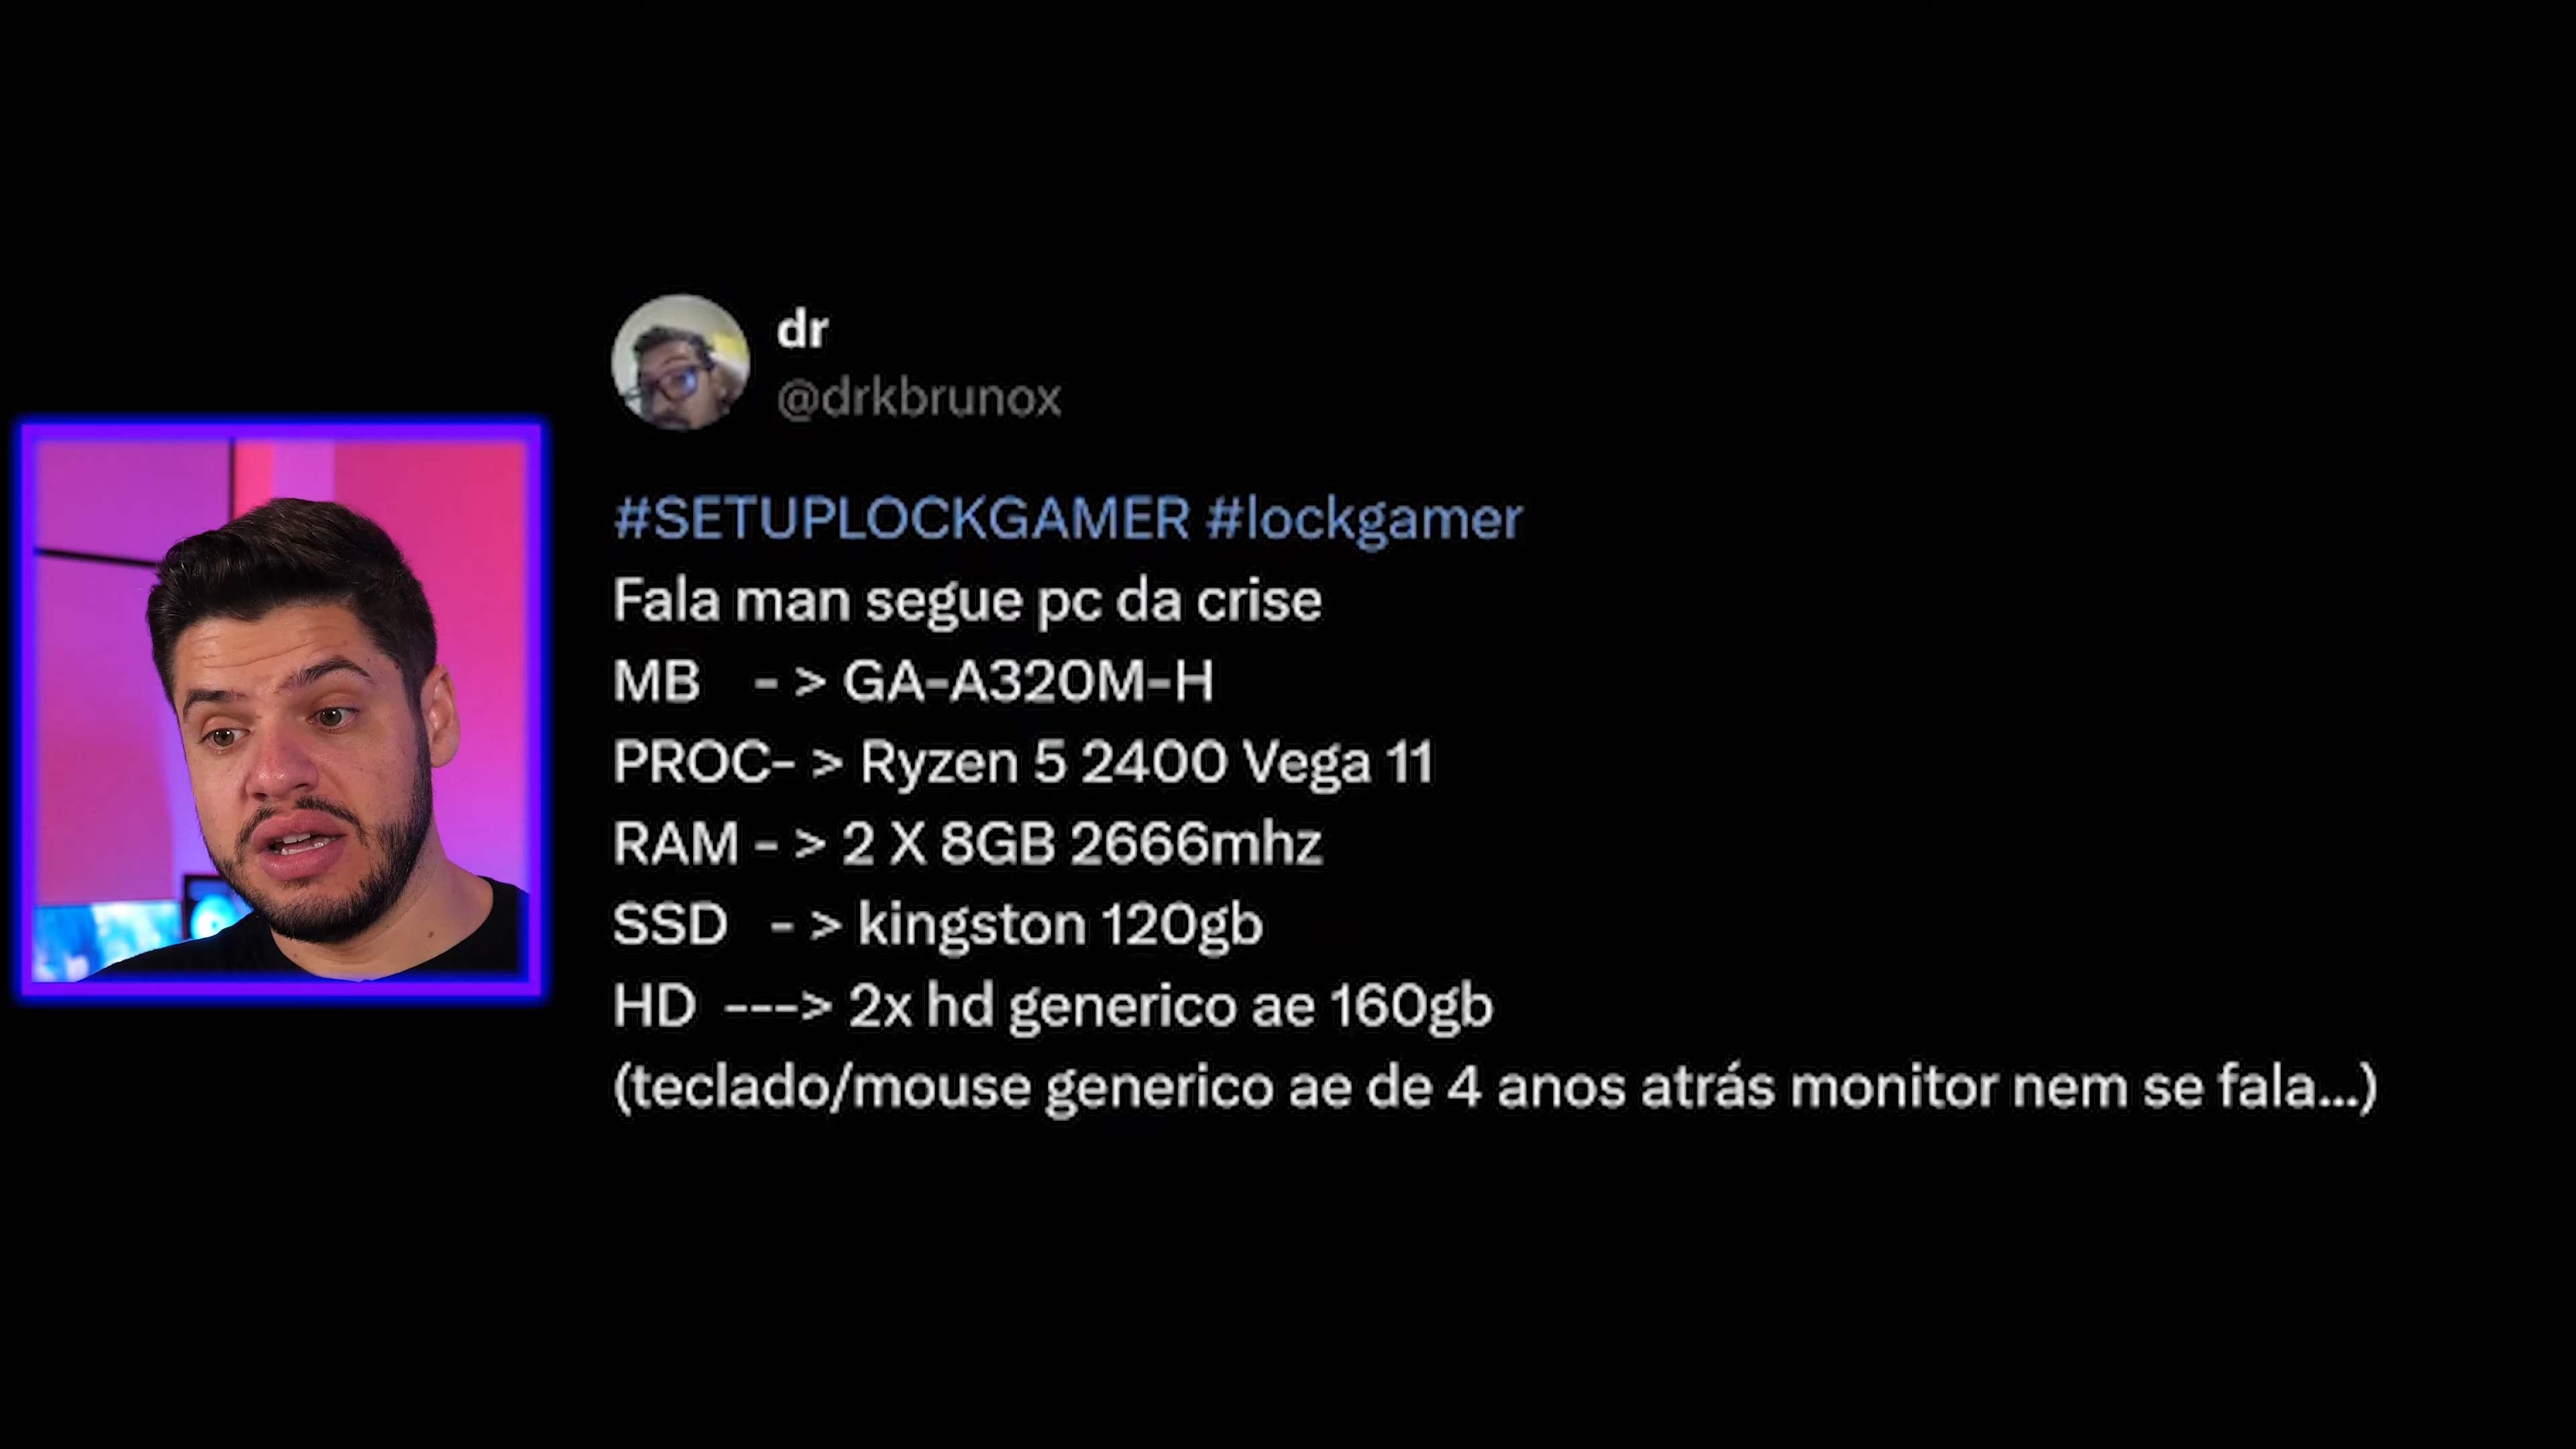 dr
@drkbrunox
#SETUPLOCKGAMER #lockgamer
Fala man segue pc da crise
MB - > GA-A320M-H
PROC- > Ryzen 5 2400 Vega 11
RAM - > 2 X 8GB 2666mhz
SSD - > kingston 120gb
HD ---> 2x hd generico ae 160gb
(teclado/mouse generico ae de 4 anos atrás monitor nem se fala...)